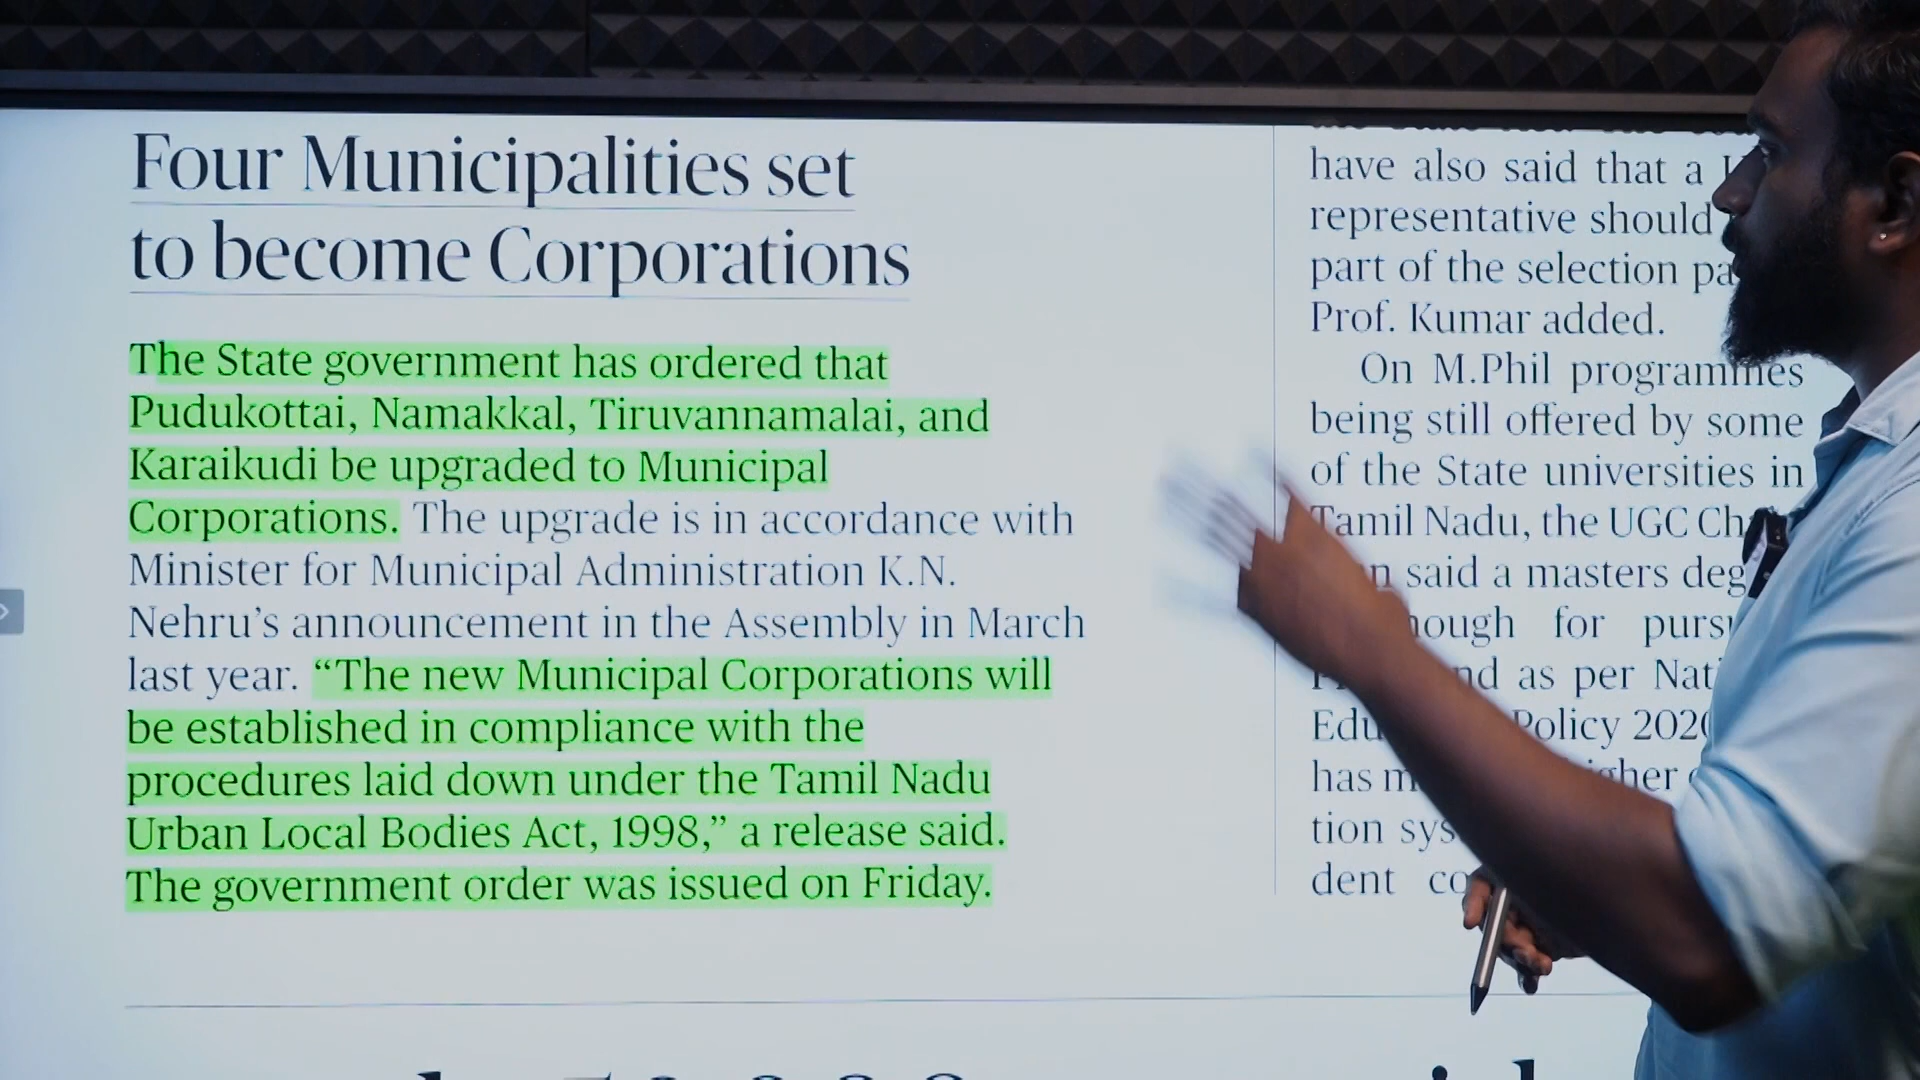 Four Municipalities set
to become Corporations
The State government has ordered that
Pudukottai, Namakkal, Tiruvannamalai, and
Karaikudi be upgraded to Municipal
Corporations. The upgrade is in accordance with
Minister for Municipal Administration K.N.
Nehru’s announcement in the Assembly in March
last year. “The new Municipal Corporations will
be established in compliance with the
procedures laid down under the Tamil Nadu
Urban Local Bodies Act, 1998,” a release said.
The government order was issued on Friday.
have also said that a
representative should
part of the selection
Prof. Kumar added.
On M.Phil programmes
being still offered by some
of the State universities in
Tamil Nadu, the UGC
said a masters
for
as per
Policy
has
tion
dent